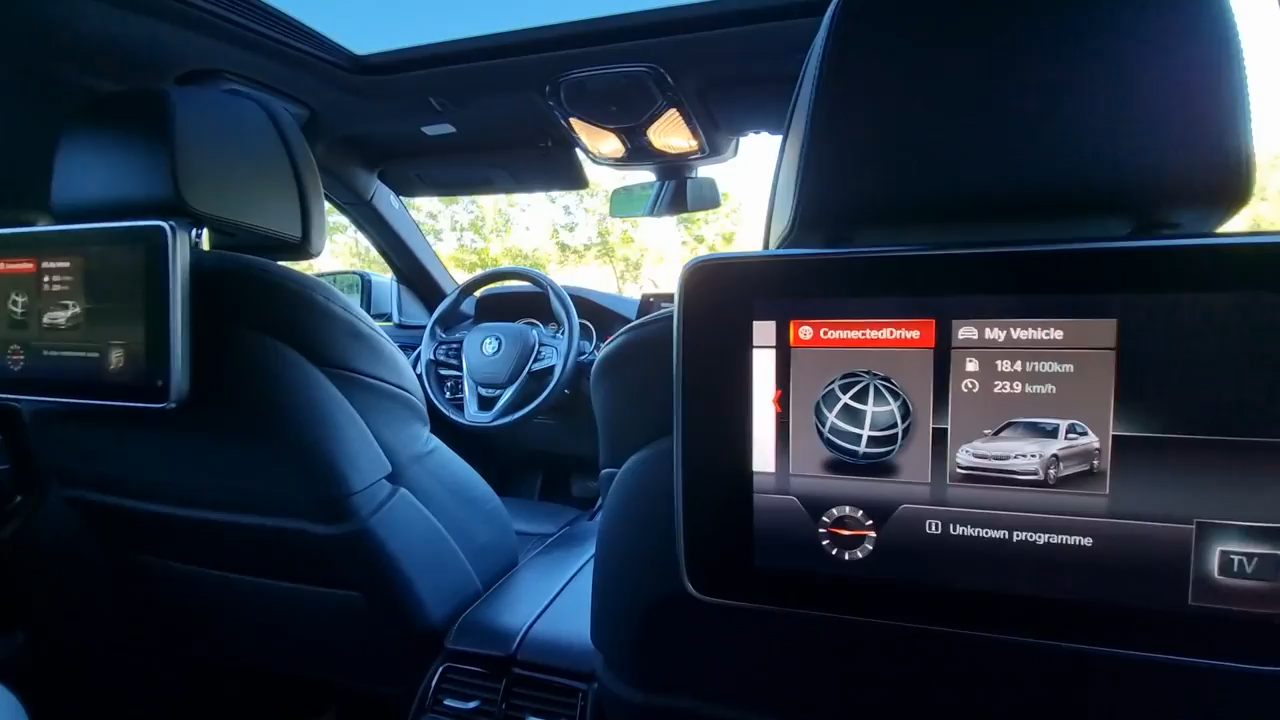 ConnectedDrive
My Vehicle
18.4 l/100km
23.9 km/h
Unknown programme
TV